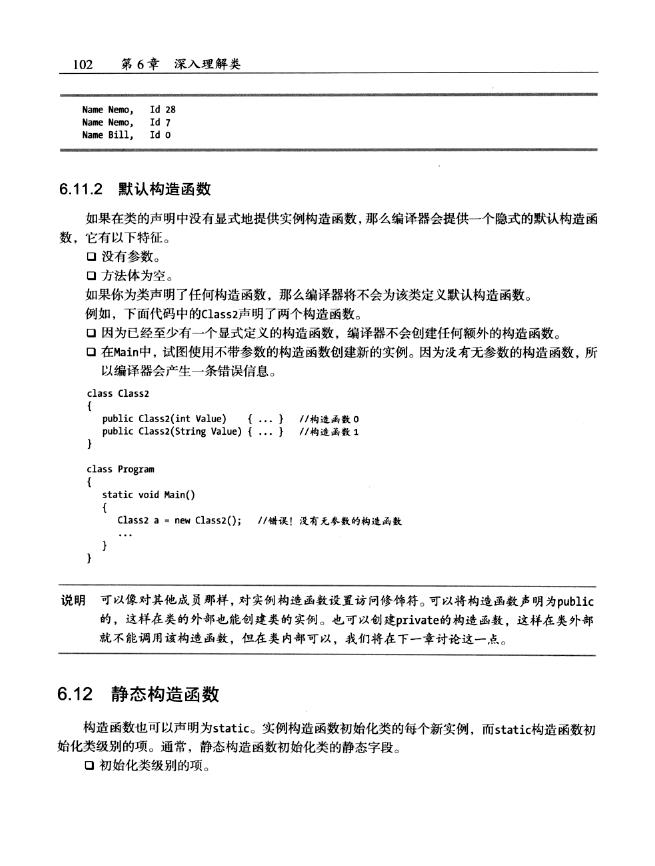 102 第6章 深入理解类
Name Nemo, Id 28
Name Nemo, Id 7
Name Bill, Id 0
6.11.2 默认构造函数
如果在类的声明中没有显式地提供实例构造函数，那么编译器会提供一个隐式的默认构造函
数，它有以下特征。
❑ 没有参数。
❑ 方法体为空。
如果你为类声明了任何构造函数，那么编译器将不会为该类定义默认构造函数。
例如，下面代码中的Class2声明了两个构造函数。
❑ 因为已经至少有一个显式定义的构造函数，编译器不会创建任何额外的构造函数。
❑ 在Main中，试图使用不带参数的构造函数创建新的实例。因为没有无参数的构造函数，所
以编译器会产生一条错误信息。
class Class2
{
public Class2(int Value) { ... } //构造函数0
public Class2(String Value) { ... } //构造函数1
}
class Program
{
static void Main()
{
Class2 a = new Class2(); //错误！没有无参数的构造函数
...
}
}
说明 可以像对其他成员那样，对实例构造函数设置访问修饰符。可以将构造函数声明为public
的，这样在类的外部也能创建类的实例。也可以创建private的构造函数，这样在类外部
就不能调用该构造函数，但在类内部可以，我们将在下一章讨论这一点。
6.12 静态构造函数
构造函数也可以声明为static。实例构造函数初始化类的每个新实例，而static构造函数初
始化类级别的项。通常，静态构造函数初始化类的静态字段。
❑ 初始化类级别的项。